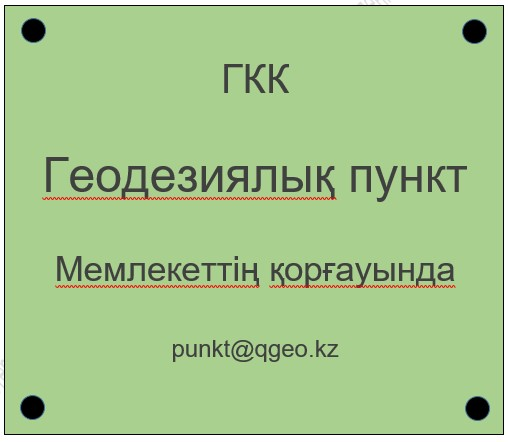 ГКК
Геодезиялық пункт
Мемлекеттің қорғауында
punkt@qgeo.kz